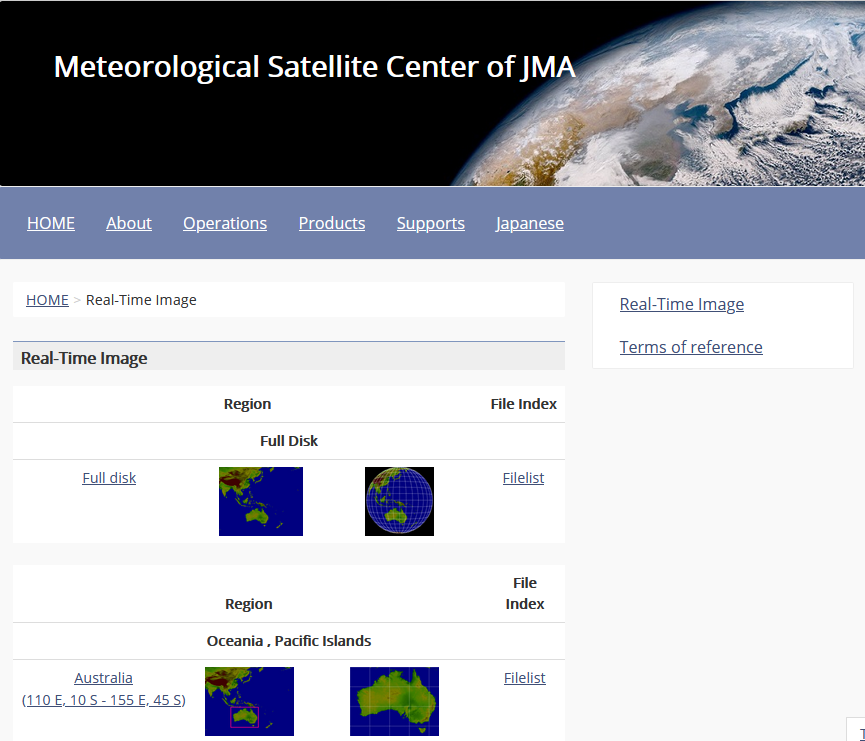 Meteorological Satellite Center of JMA
HOME About Operations Products Supports Japanese
HOME > Real-Time Image
Real-Time Image
Terms of reference
Real-Time Image
Region File Index
Full Disk
Full disk Filelist
File
Region Index
Oceania , Pacific Islands
Australia Filelist
(110 E, 10 S - 155 E, 45 S)